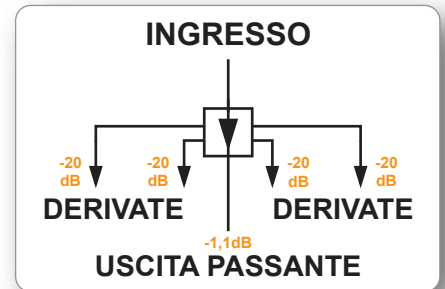 INGRESSO
-20 -20 -20 -20
dB dB dB dB
DERIVATE DERIVATE
-1,1dB
USCITA PASSANTE